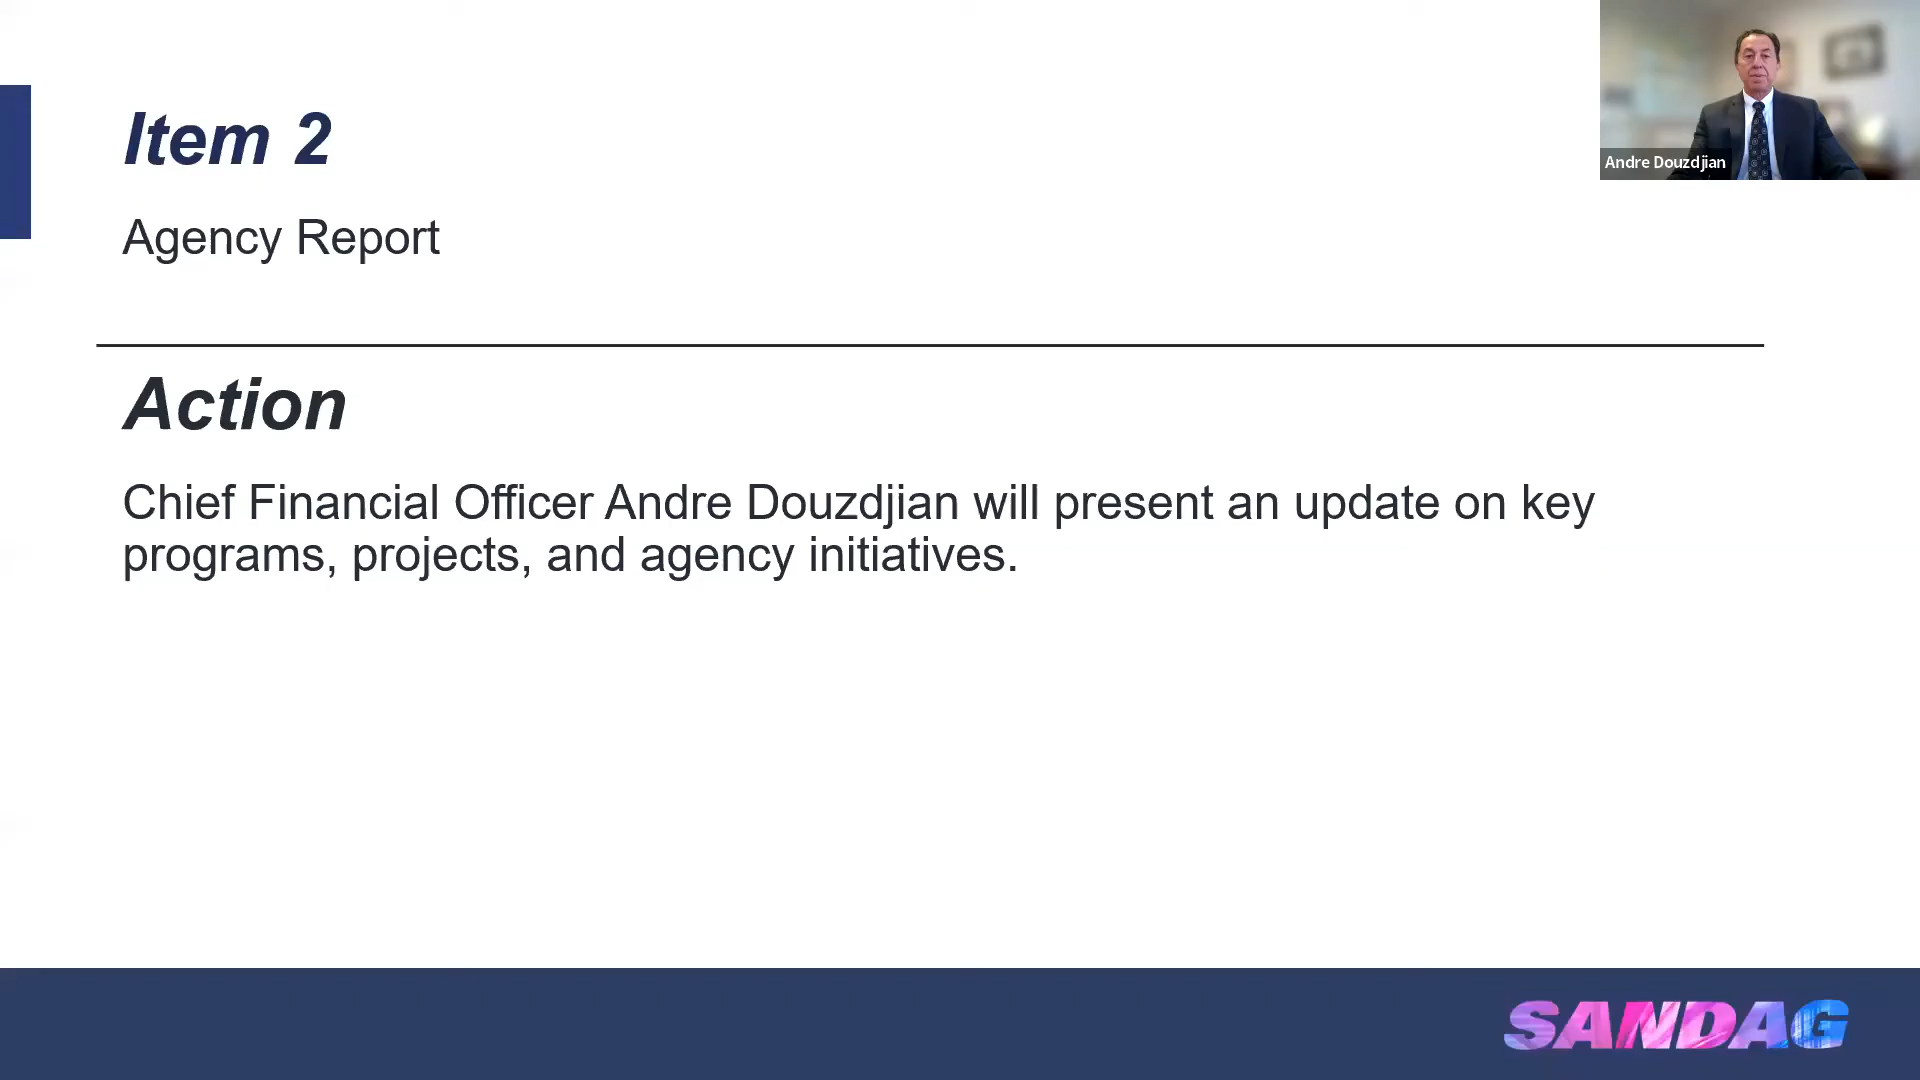 Item 2
Agency Report
Andre Douzdjian
Action
Chief Financial Officer Andre Douzdjian will present an update on key
programs, projects, and agency initiatives.
SANDAG